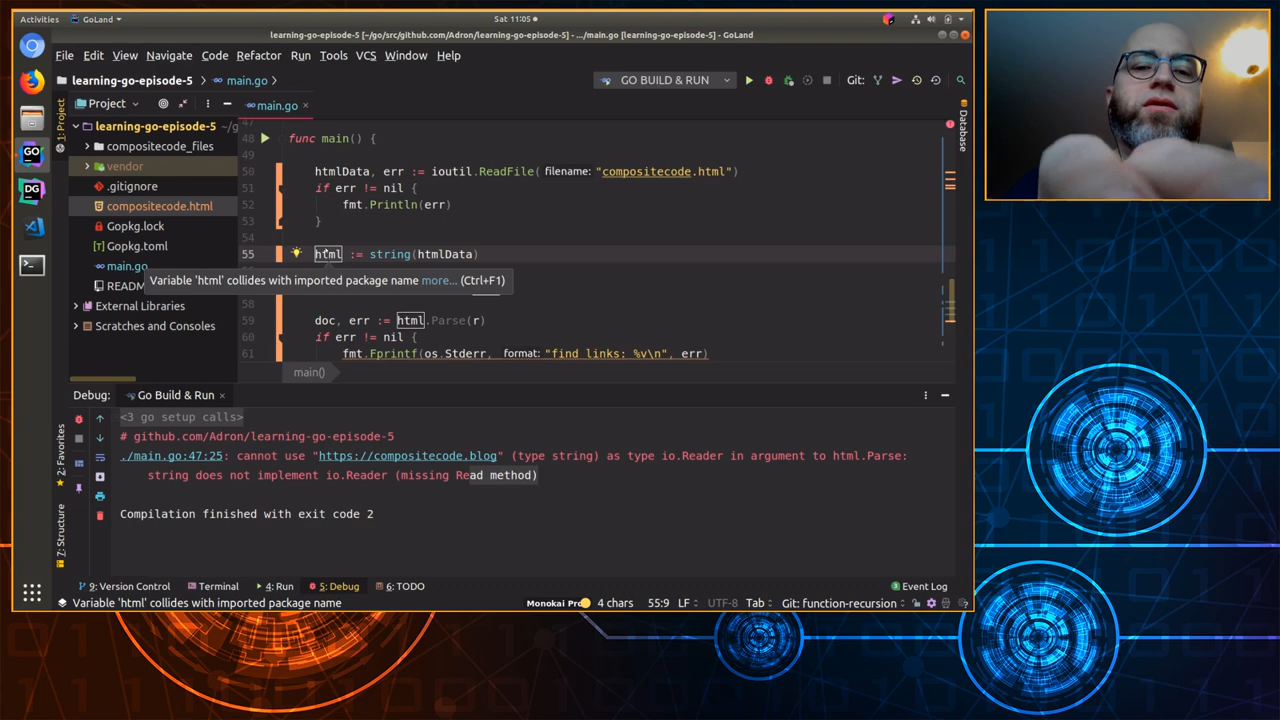 Activities
GoLand
Sat 11:05
learning-go-episode-5 [~/go/src/github.com/Adron/learning-go-episode-5] - .../main.go [learning-go-episode-5] - GoLand
File Edit View Navigate Code Refactor Run Tools VCS Window Help
learning-go-episode-5 main.go
GO BUILD & RUN
Git:
Project
main.go
1: Project
Database
learning-go-episode-5 ~/g
compositecode_files
vendor
.gitignore
compositecode.html
Gopkg.lock
Gopkg.toml
main.go
READM
External Libraries
Scratches and Consoles
47
48 func main() {
49
50 htmlData, err := ioutil.ReadFile( filename: "compositecode.html")
51 if err != nil {
52 fmt.Println(err)
53 }
54
55 html := string(htmlData)
Variable 'html' collides with imported package name more... (Ctrl+F1)
58
59 doc, err := html.Parse(r)
60 if err != nil {
61 fmt.Fprintf(os.Stderr, format: "find links: %v\n", err)
main()
Debug: Go Build & Run
<3 go setup calls>
# github.com/Adron/learning-go-episode-5
./main.go:47:25: cannot use "https://compositecode.blog" (type string) as type io.Reader in argument to html.Parse:
string does not implement io.Reader (missing Read method)
Compilation finished with exit code 2
2: Favorites
7: Structure
9: Version Control Terminal 4: Run 5: Debug 6: TODO
Event Log
Variable 'html' collides with imported package name
Monokai Pro 4 chars 55:9 LF UTF-8 Tab Git: function-recursion